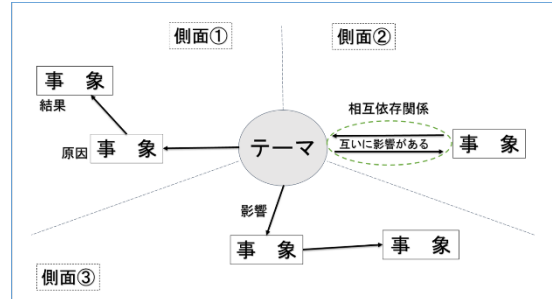 側面①
側面②
事 象
結果
原因
事 象
テーマ
相互依存関係
互いに影響がある
事 象
影響
事 象
事 象
側面③